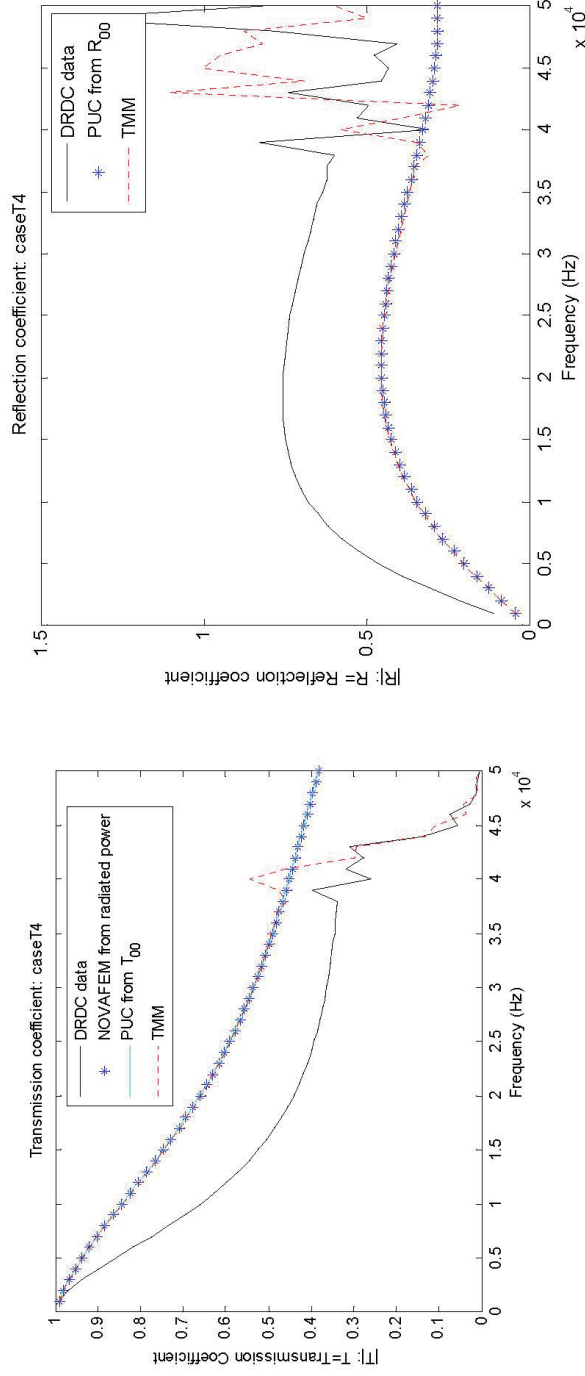 Transmission coefficient: caseT4
DRDC data
NOVAFEM from radiated power
PUC from T00
TMM
|T|: T=Transmission Coefficient
1
0.9
0.8
0.7
0.6
0.5
0.4
0.3
0.2
0.1
0
0
0.5
1
1.5
2
2.5
3
3.5
4
4.5
5
x 10^4
Frequency (Hz)
Reflection coefficient: caseT4
DRDC data
PUC from R00
TMM
|R|: R= Reflection coefficient
1.5
1
0.5
0
0
0.5
1
1.5
2
2.5
3
3.5
4
4.5
5
x 10^4
Frequency (Hz)